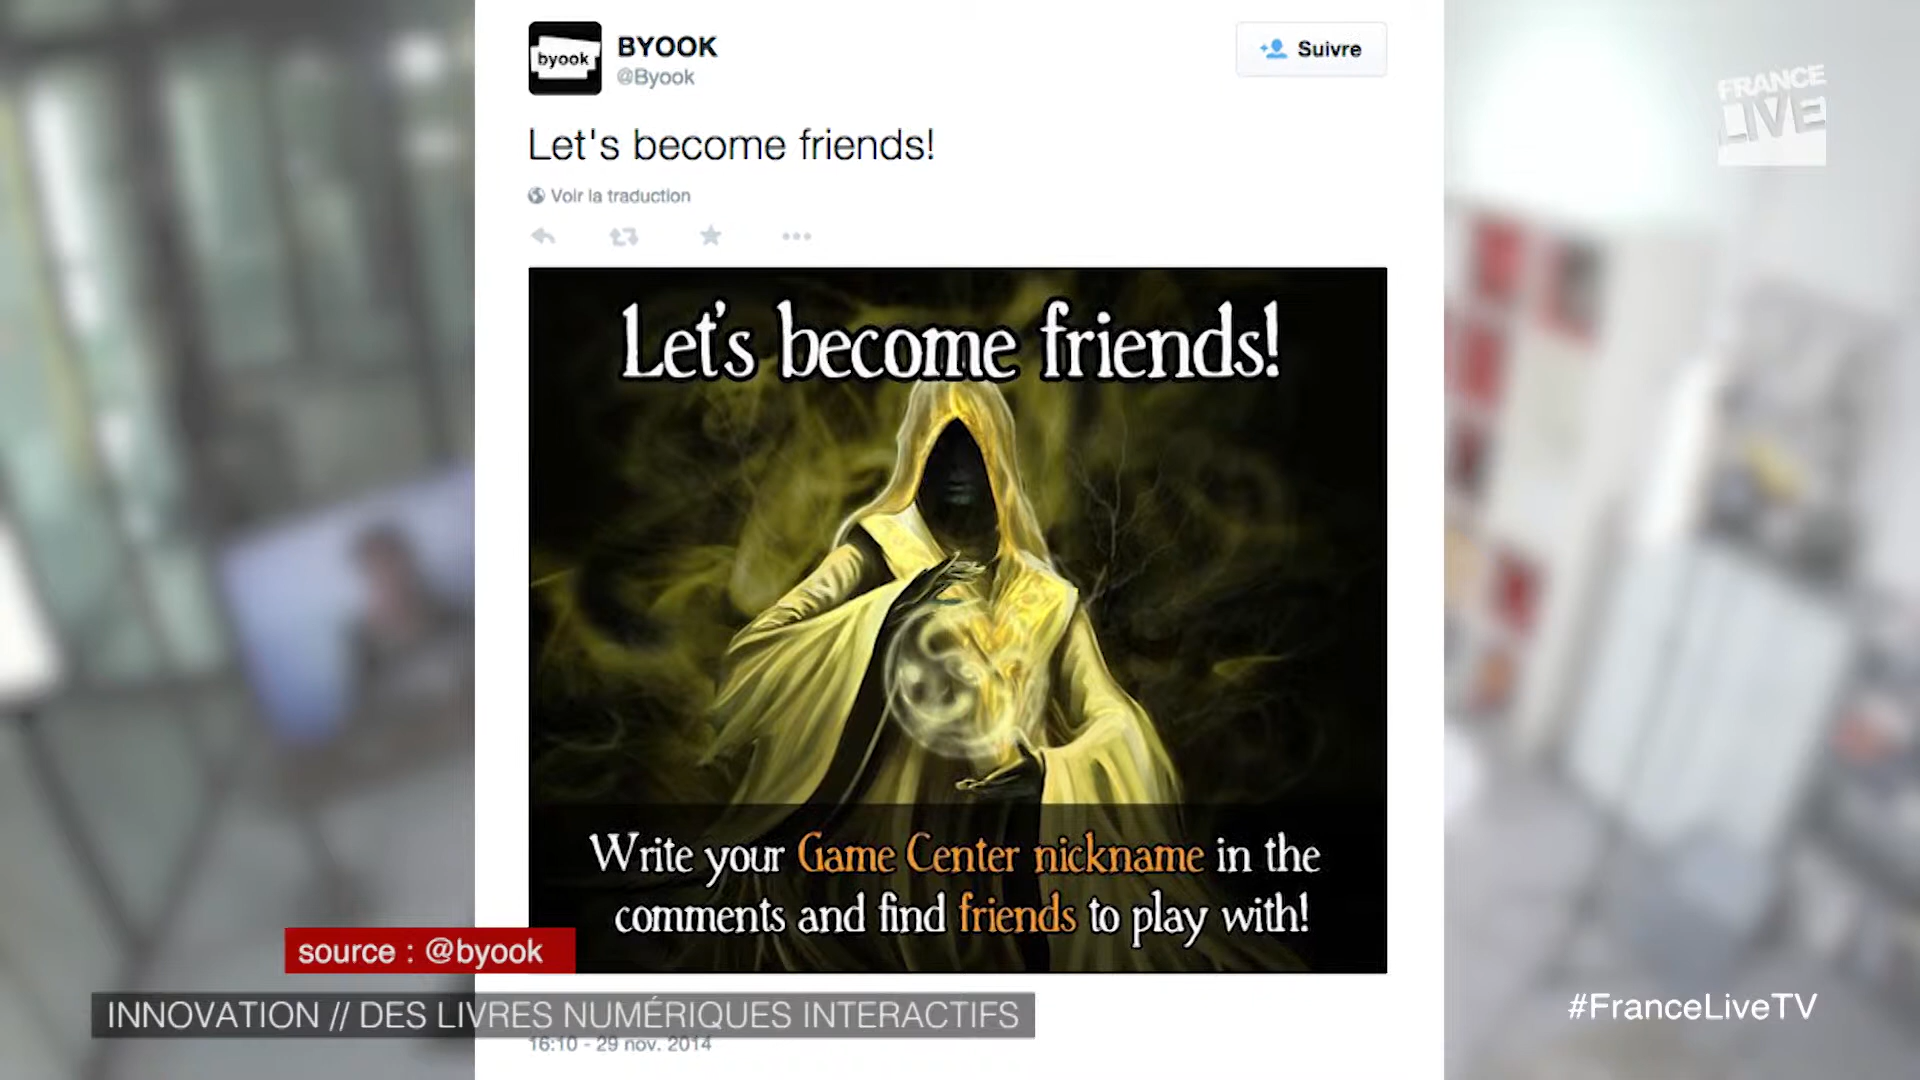 byook
BYOOK
@Byook
Suivre
FRANCE
LIVE
Let's become friends!
Voir la traduction
Let's become friends!
Write your Game Center nickname in the
comments and find friends to play with!
source : @byook
INNOVATION // DES LIVRES NUMÉRIQUES INTERACTIFS
#FranceLiveTV
16:10 - 29 nov. 2014